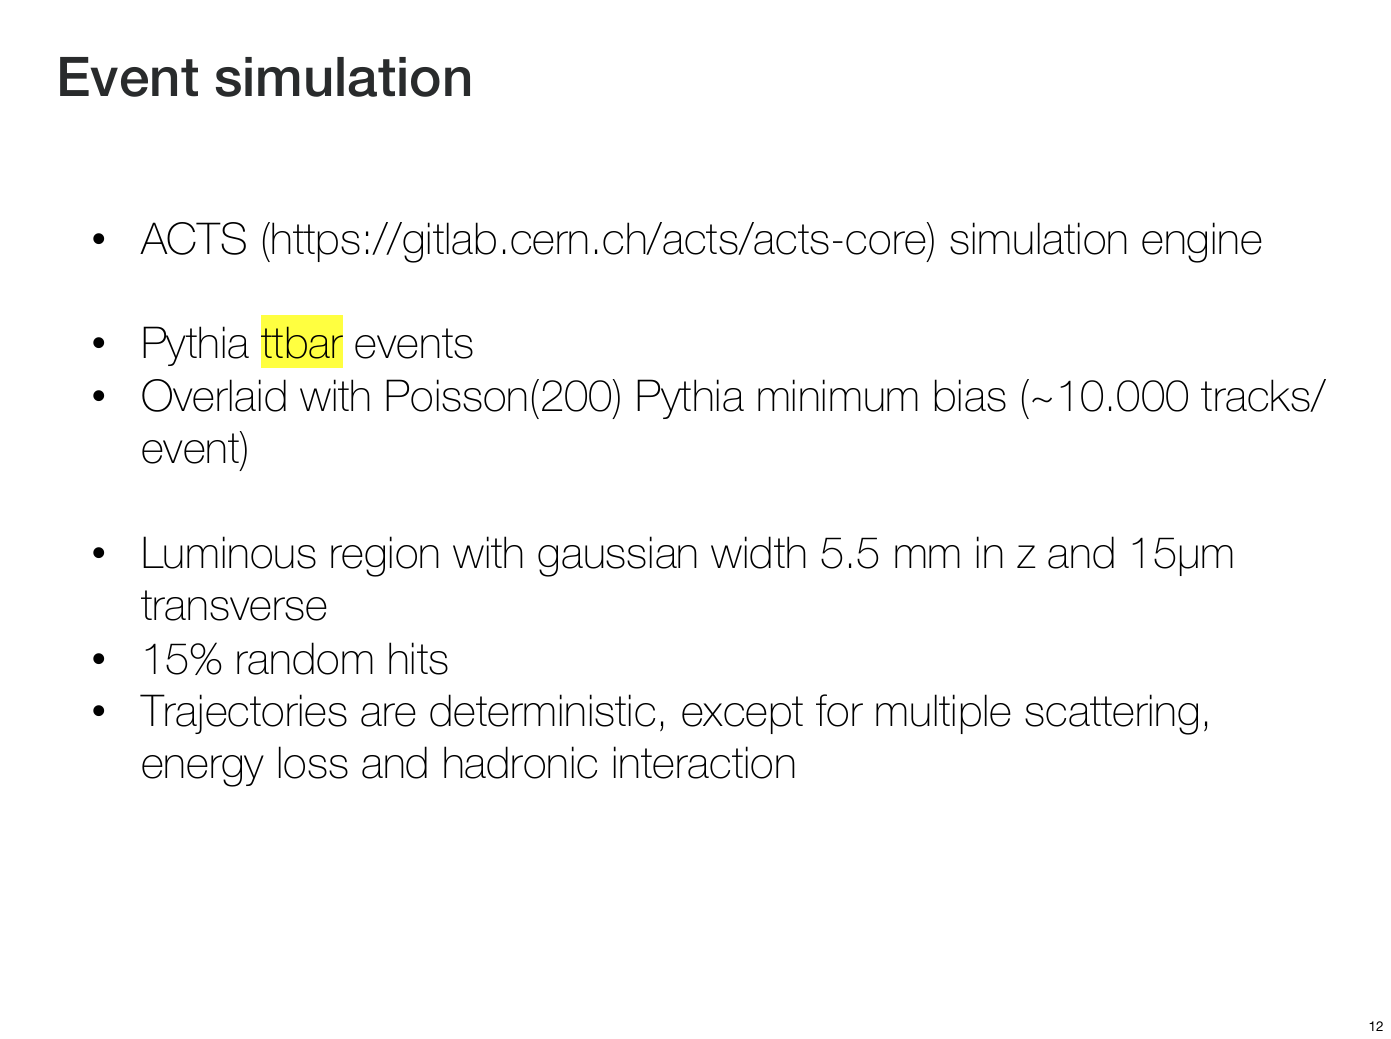 Event simulation
• ACTS (https://gitlab.cern.ch/acts/acts-core) simulation engine
• Pythia ttbar events
• Overlaid with Poisson(200) Pythia minimum bias (~10.000 tracks/
event)
• Luminous region with gaussian width 5.5 mm in z and 15µm
transverse
• 15% random hits
• Trajectories are deterministic, except for multiple scattering,
energy loss and hadronic interaction
12